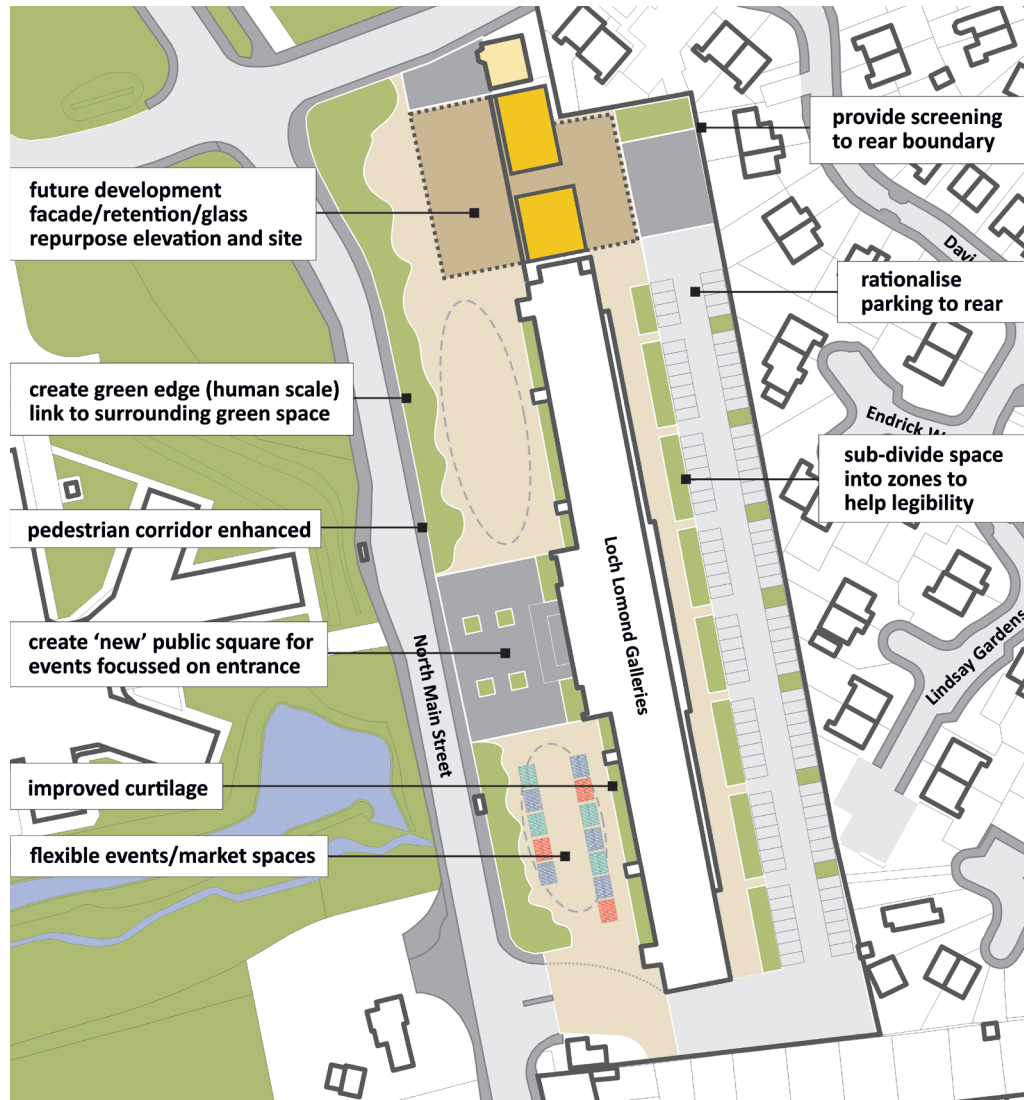 provide screening
to rear boundary
future development
facade/retention/glass
repurpose elevation and site
rationalise
parking to rear
create green edge (human scale)
link to surrounding green space
Endrick
sub-divide space
into zones to
help legibility
pedestrian corridor enhanced
Loch Lomond Galleries
create ‘new’ public square for
events focussed on entrance
North Main Street
Lindsay Gardens
improved curtilage
flexible events/market spaces